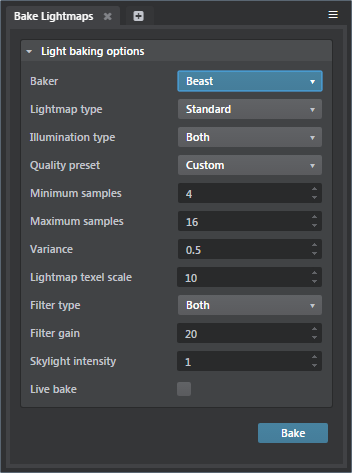 Bake Lightmaps
Light baking options
Baker Beast
Lightmap type Standard
Illumination type Both
Quality preset Custom
Minimum samples 4
Maximum samples 16
Variance 0.5
Lightmap texel scale 10
Filter type Both
Filter gain 20
Skylight intensity 1
Live bake
Bake